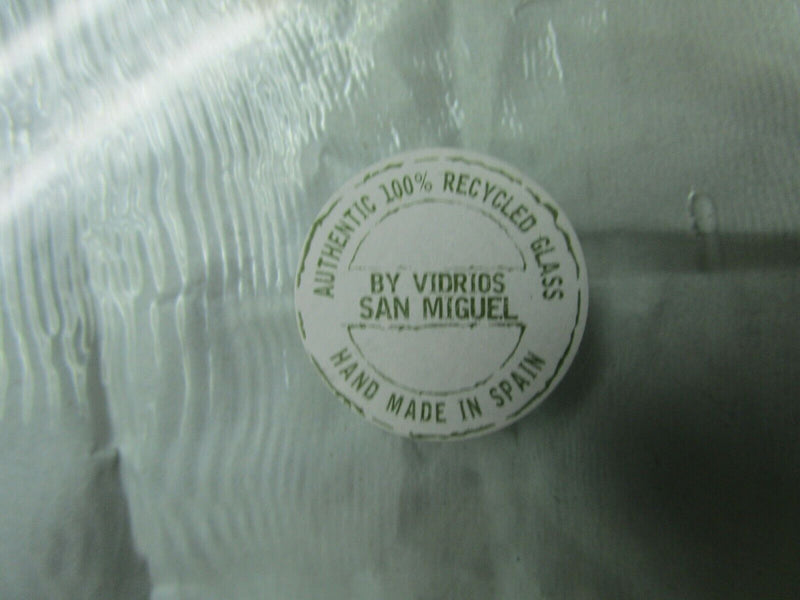 AUTHENTIC 100% RECYCLED GLASS
BY VIDRIOS
SAN MIGUEL
HAND MADE IN SPAIN